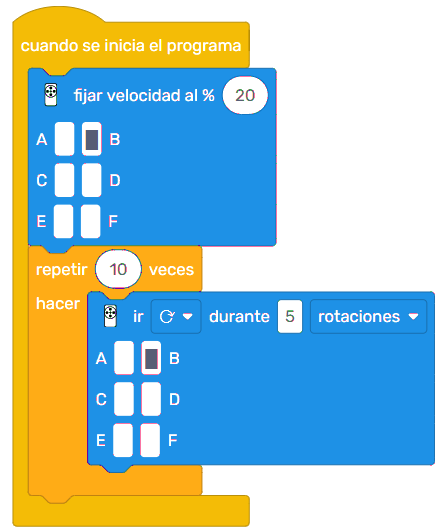 cuando se inicia el programa
fijar velocidad al % 20
A B
C D
E F
repetir 10 veces
hacer
ir durante 5 rotaciones
A B
C D
E F